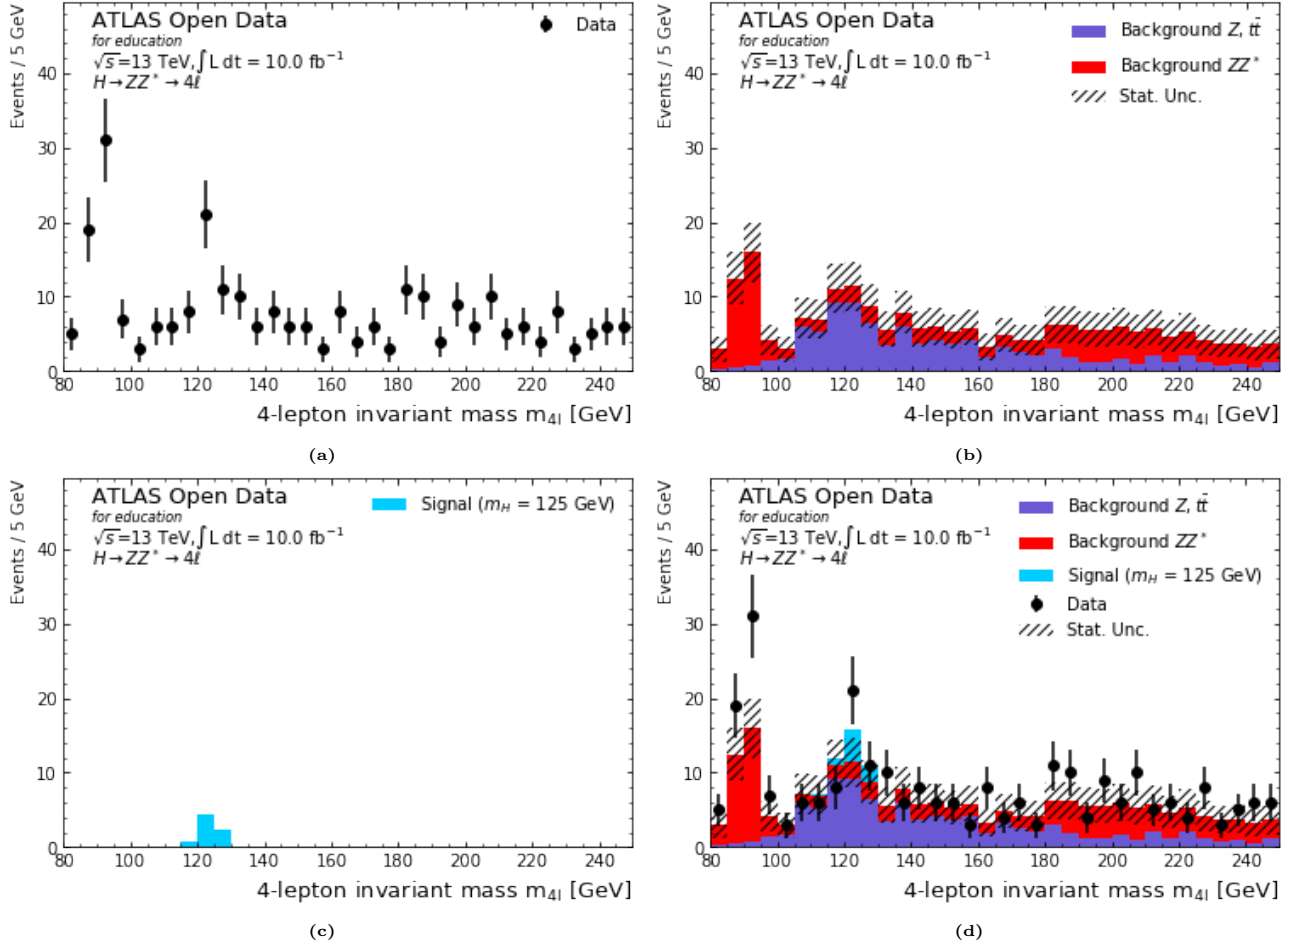 ATLAS Open Data
for education
√s=13 TeV,∫L dt = 10.0 fb⁻¹
H→ZZ*→4ℓ
Data
Events / 5 GeV
40
30
20
10
0
80 100 120 140 160 180 200 220 240
4-lepton invariant mass m4l [GeV]
(a)
ATLAS Open Data
for education
√s=13 TeV,∫L dt = 10.0 fb⁻¹
H→ZZ*→4ℓ
Background Z, tt̄
Background ZZ*
Stat. Unc.
Events / 5 GeV
40
30
20
10
0
80 100 120 140 160 180 200 220 240
4-lepton invariant mass m4l [GeV]
(b)
ATLAS Open Data
for education
√s=13 TeV,∫L dt = 10.0 fb⁻¹
H→ZZ*→4ℓ
Signal (mH = 125 GeV)
Events / 5 GeV
40
30
20
10
0
80 100 120 140 160 180 200 220 240
4-lepton invariant mass m4l [GeV]
(c)
ATLAS Open Data
for education
√s=13 TeV,∫L dt = 10.0 fb⁻¹
H→ZZ*→4ℓ
Background Z, tt̄
Background ZZ*
Signal (mH = 125 GeV)
Data
Stat. Unc.
Events / 5 GeV
40
30
20
10
0
80 100 120 140 160 180 200 220 240
4-lepton invariant mass m4l [GeV]
(d)